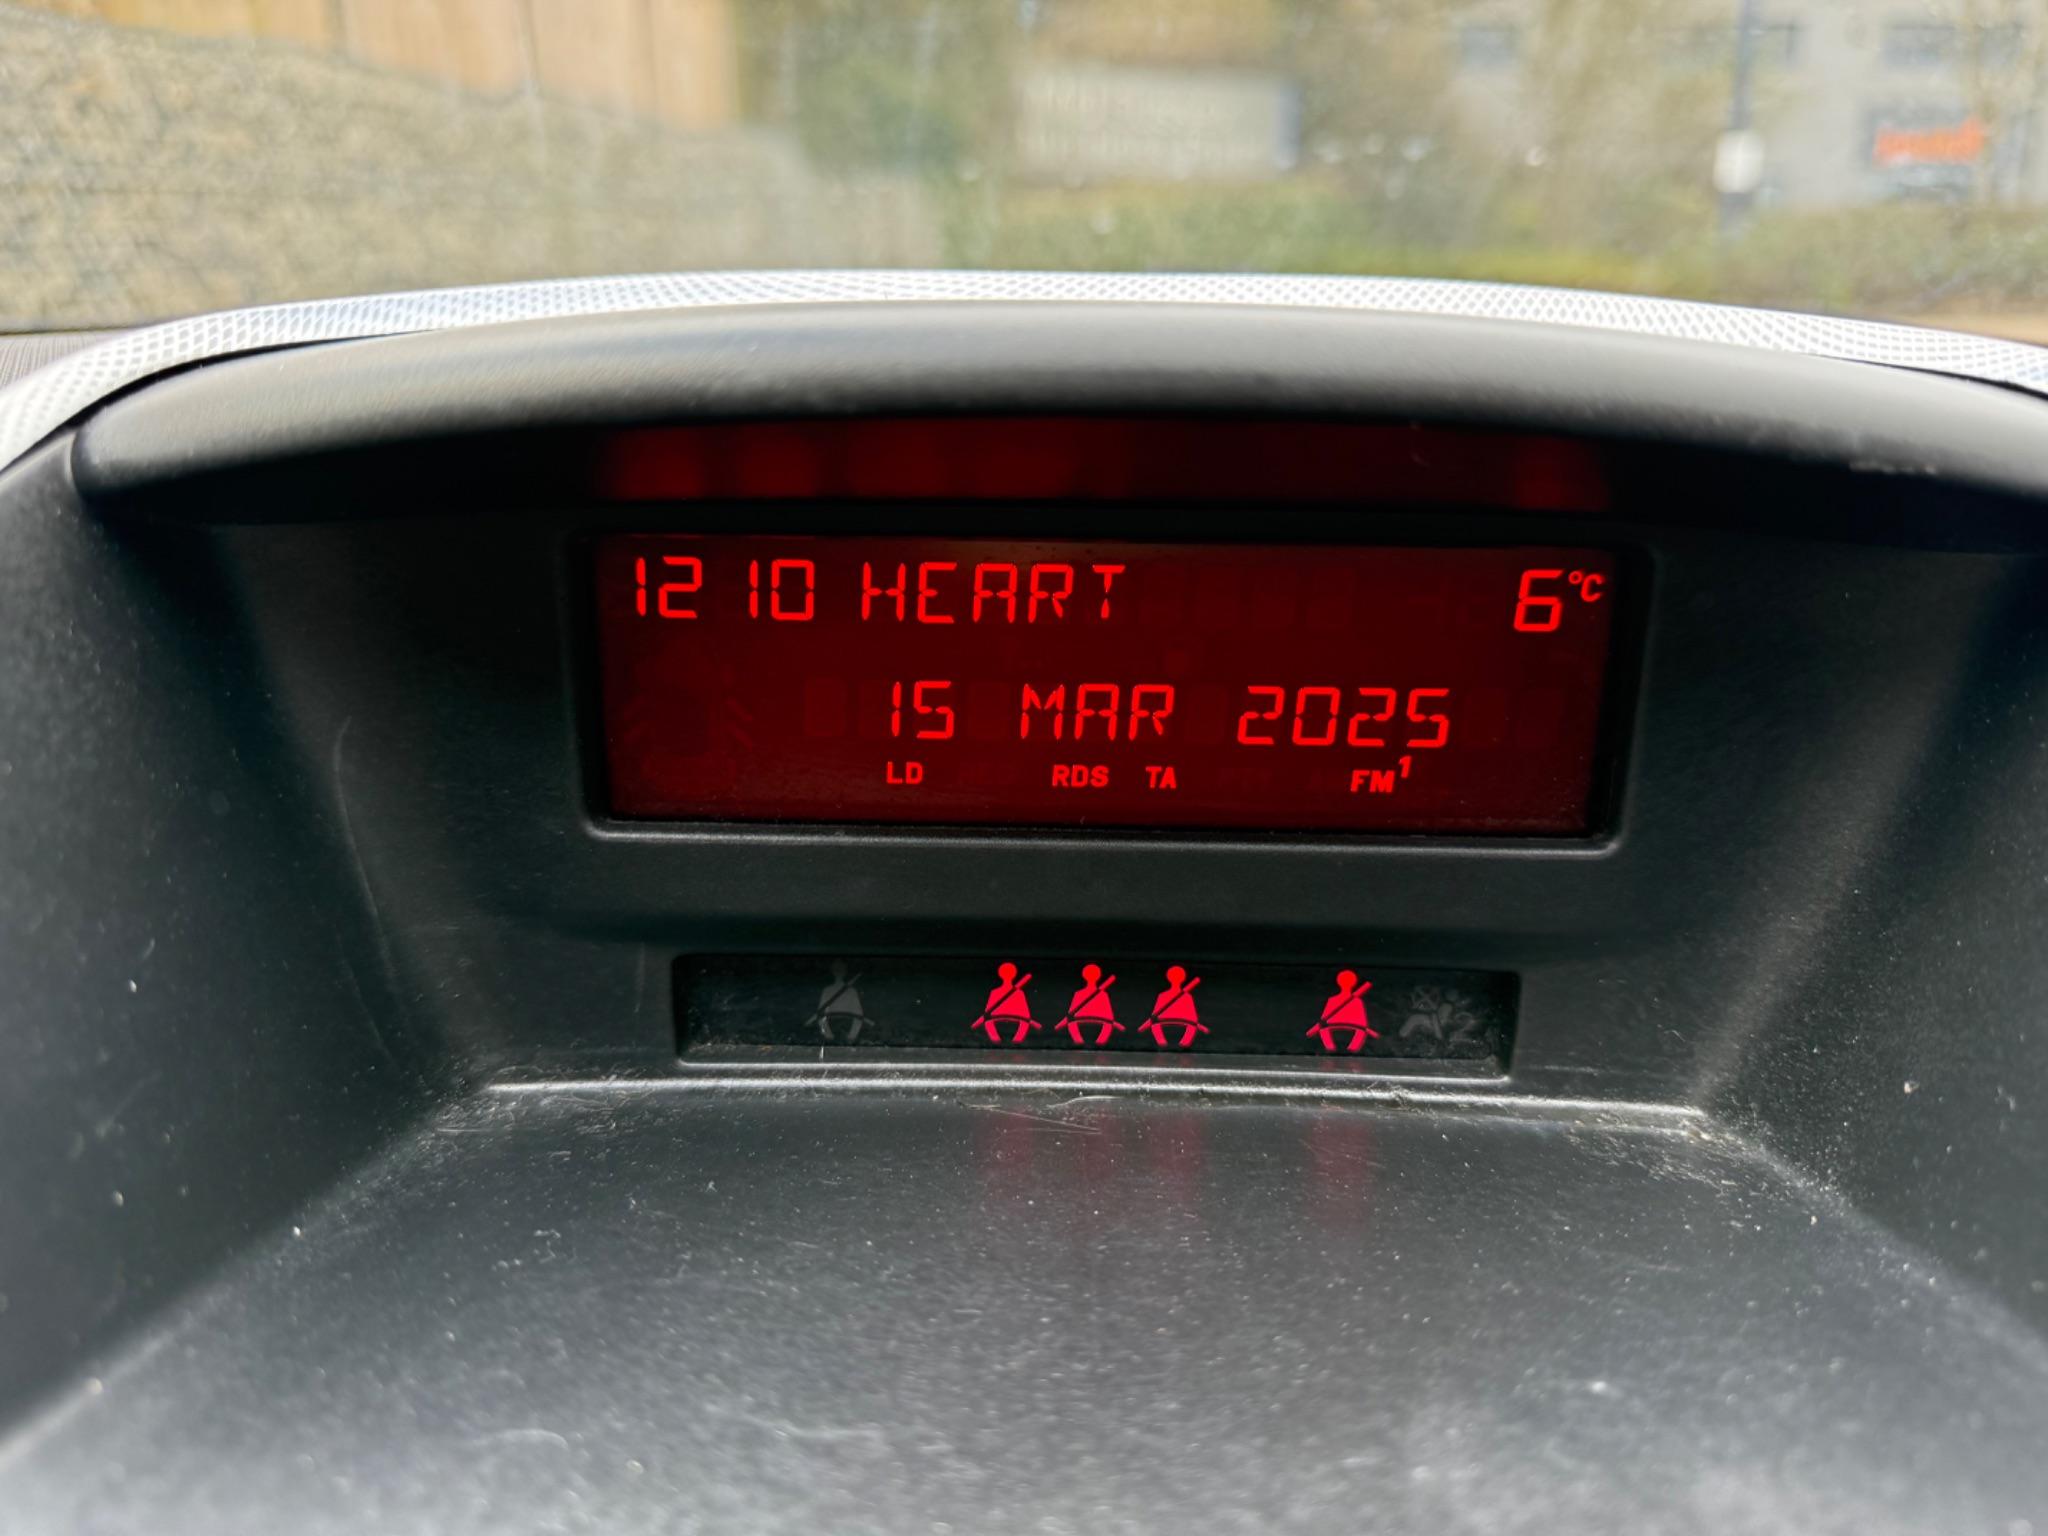 12 10 HEART 6°C
15 MAR 2025
LD RDS TA FM1